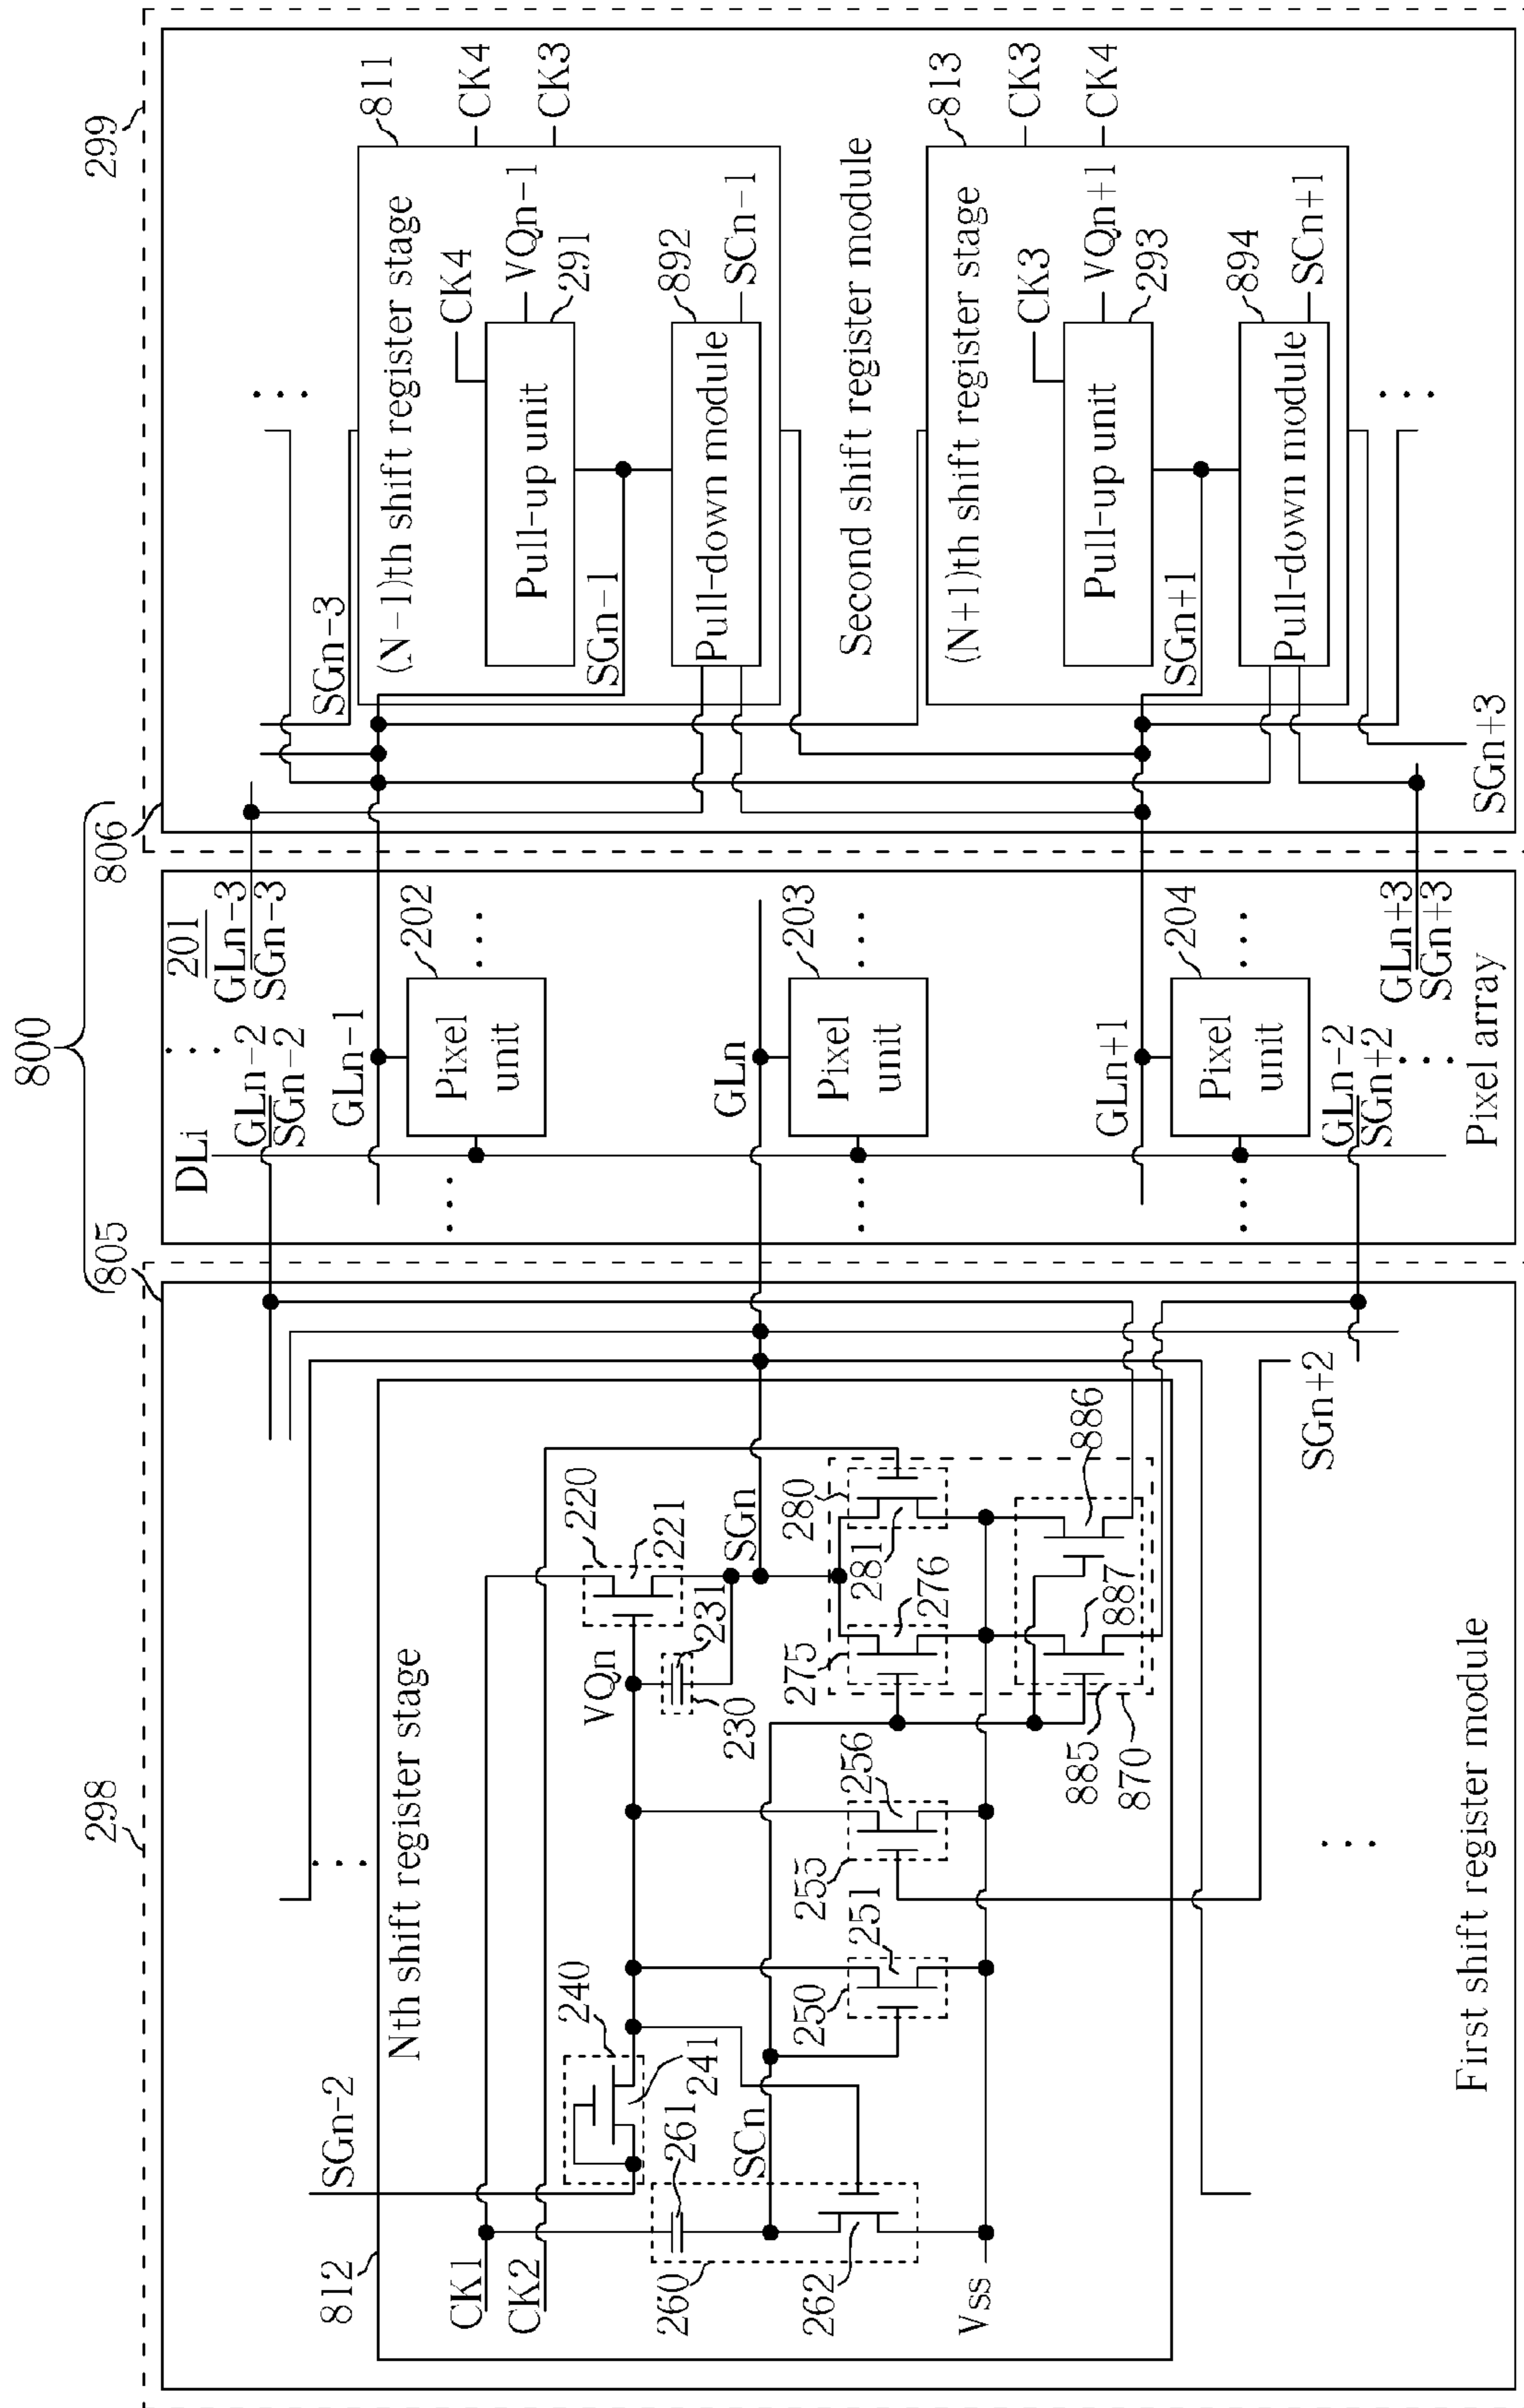 800
298
805
806
299
812
Nth shift register stage
SGn-2
CK1
CK2
240
241
260
261
262
SCn
Vss
250
251
255
256
VQn
230
231
220
221
SGn
275
276
280
281
885
887
886
870
SGn+2
First shift register module
201
DLi
GLn-2
SGn-2
GLn-3
SGn-3
GLn-1
202
Pixel
unit
GLn
203
Pixel
unit
GLn+1
204
Pixel
unit
GLn-2
SGn+2
GLn+3
SGn+3
Pixel array
SGn-3
811
(N-1)th shift register stage
CK4
CK4
CK3
Pull-up unit
VQn-1
291
SGn-1
892
Pull-down module
SCn-1
Second shift register module
813
(N+1)th shift register stage
CK3
CK3
CK4
Pull-up unit
VQn+1
293
SGn+1
894
Pull-down module
SCn+1
SGn+3